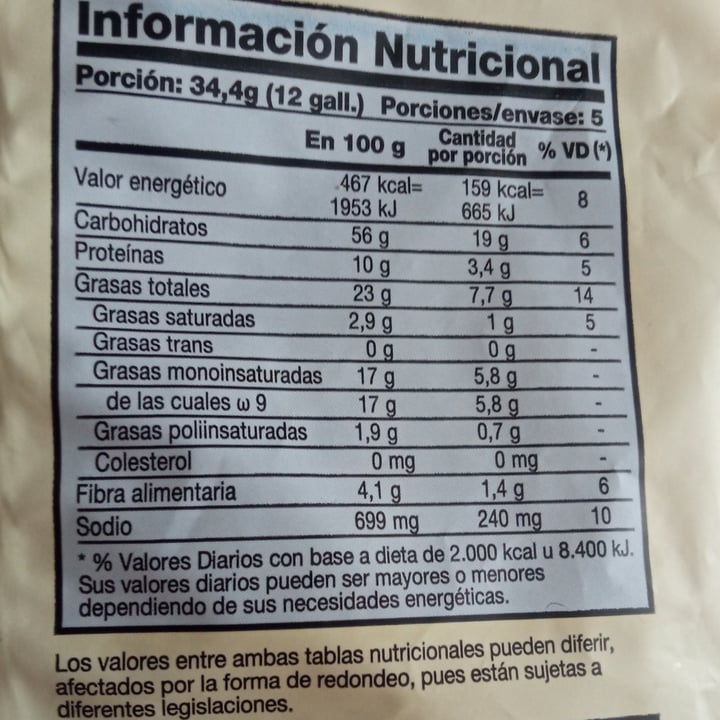 Información Nutricional
Porción: 34,4g (12 gall.) Porciones/envase: 5
En 100 g Cantidad por porción % VD (*)
Valor energético 467 kcal= 159 kcal= 8
1953 kJ 665 kJ
Carbohidratos 56 g 19 g 6
Proteínas 10 g 3,4 g 5
Grasas totales 23 g 7,7 g 14
Grasas saturadas 2,9 g 1 g 5
Grasas trans 0 g 0 g -
Grasas monoinsaturadas 17 g 5,8 g -
de las cuales ω 9 17 g 5,8 g -
Grasas poliinsaturadas 1,9 g 0,7 g -
Colesterol 0 mg 0 mg -
Fibra alimentaria 4,1 g 1,4 g 6
Sodio 699 mg 240 mg 10
* % Valores Diarios con base a dieta de 2.000 kcal u 8.400 kJ.
Sus valores diarios pueden ser mayores o menores
dependiendo de sus necesidades energéticas.
Los valores entre ambas tablas nutricionales pueden diferir,
afectados por la forma de redondeo, pues están sujetas a
diferentes legislaciones.